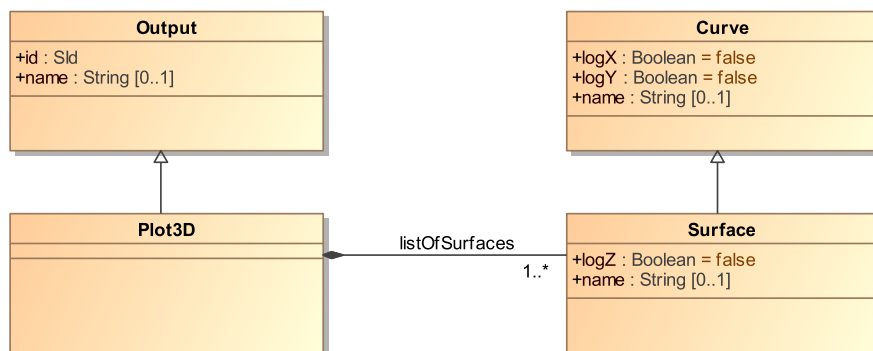 Output
+id : SId
+name : String [0..1]
Curve
+logX : Boolean = false
+logY : Boolean = false
+name : String [0..1]
Plot3D
listOfSurfaces
1..*
Surface
+logZ : Boolean = false
+name : String [0..1]